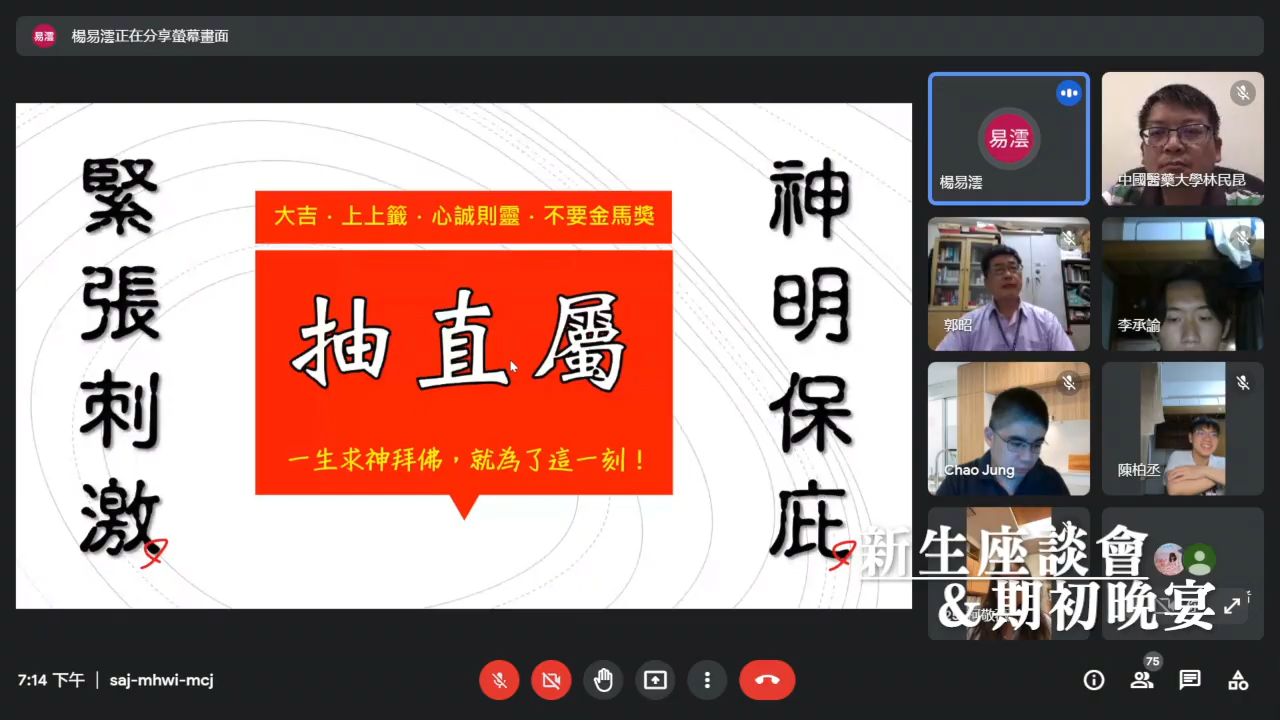 易澐
楊易澐正在分享螢幕畫面
緊張刺激
大吉．上上籤．心誠則靈．不要金馬獎
抽直屬
一生求神拜佛，就為了這一刻！
神明保庇
易澐
楊易澐
中國醫藥大學林民昆
郭昭
李承諭
Chao Jung
陳柏丞
新生座談會
&期初晚宴
7:14 下午
saj-mhwi-mcj
75